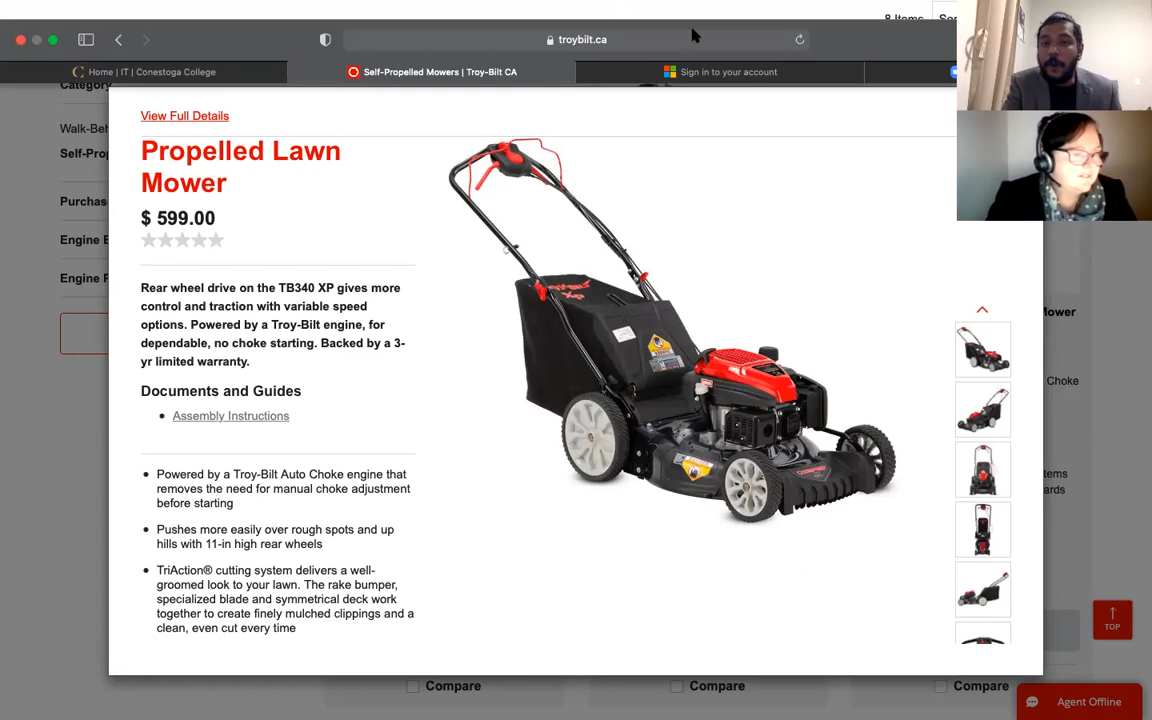 8 Items
troybilt.ca
Home | IT | Conestoga College
Self-Propelled Mowers | Troy-Bilt CA
Sign in to your account
Category
View Full Details
Walk-Beh
Self-Prop
Propelled Lawn
Mower
Purchas
$ 599.00
Engine
Engine
Rear wheel drive on the TB340 XP gives more
control and traction with variable speed
options. Powered by a Troy-Bilt engine, for
dependable, no choke starting. Backed by a 3-
yr limited warranty.
Documents and Guides
Assembly Instructions
Powered by a Troy-Bilt Auto Choke engine that
removes the need for manual choke adjustment
before starting
Pushes more easily over rough spots and up
hills with 11-in high rear wheels
TriAction® cutting system delivers a well-
groomed look to your lawn. The rake bumper,
specialized blade and symmetrical deck work
together to create finely mulched clippings and a
clean, even cut every time
XP
Mower
Choke
TOP
Compare
Compare
Compare
Agent Offline